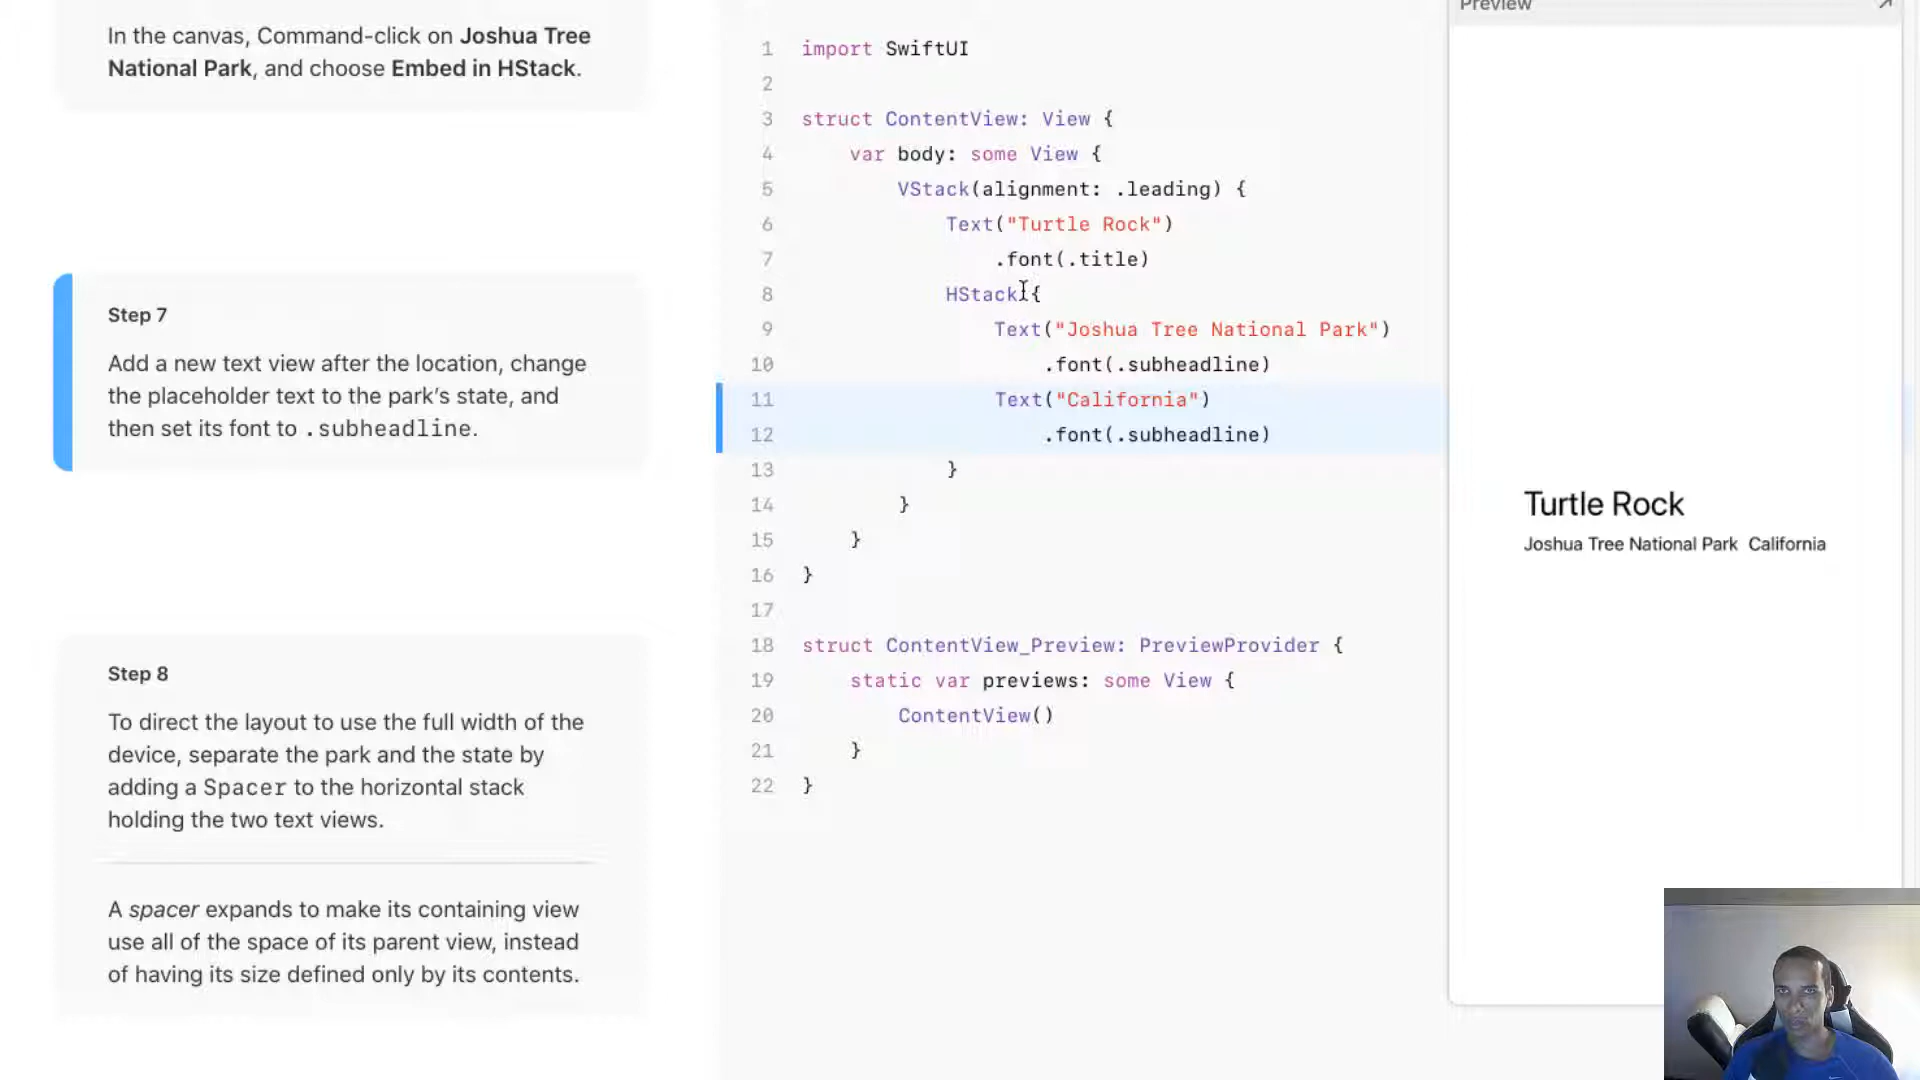 In the canvas, Command-click on Joshua Tree
National Park, and choose Embed in HStack.
Step 7
Add a new text view after the location, change
the placeholder text to the park’s state, and
then set its font to .subheadline.
Step 8
To direct the layout to use the full width of the
device, separate the park and the state by
adding a Spacer to the horizontal stack
holding the two text views.
A spacer expands to make its containing view
use all of the space of its parent view, instead
of having its size defined only by its contents.
1 import SwiftUI
2
3 struct ContentView: View {
4 var body: some View {
5 VStack(alignment: .leading) {
6 Text("Turtle Rock")
7 .font(.title)
8 HStack {
9 Text("Joshua Tree National Park")
10 .font(.subheadline)
11 Text("California")
12 .font(.subheadline)
13 }
14 }
15 }
16 }
17
18 struct ContentView_Preview: PreviewProvider {
19 static var previews: some View {
20 ContentView()
21 }
22 }
Preview
Turtle Rock
Joshua Tree National Park California